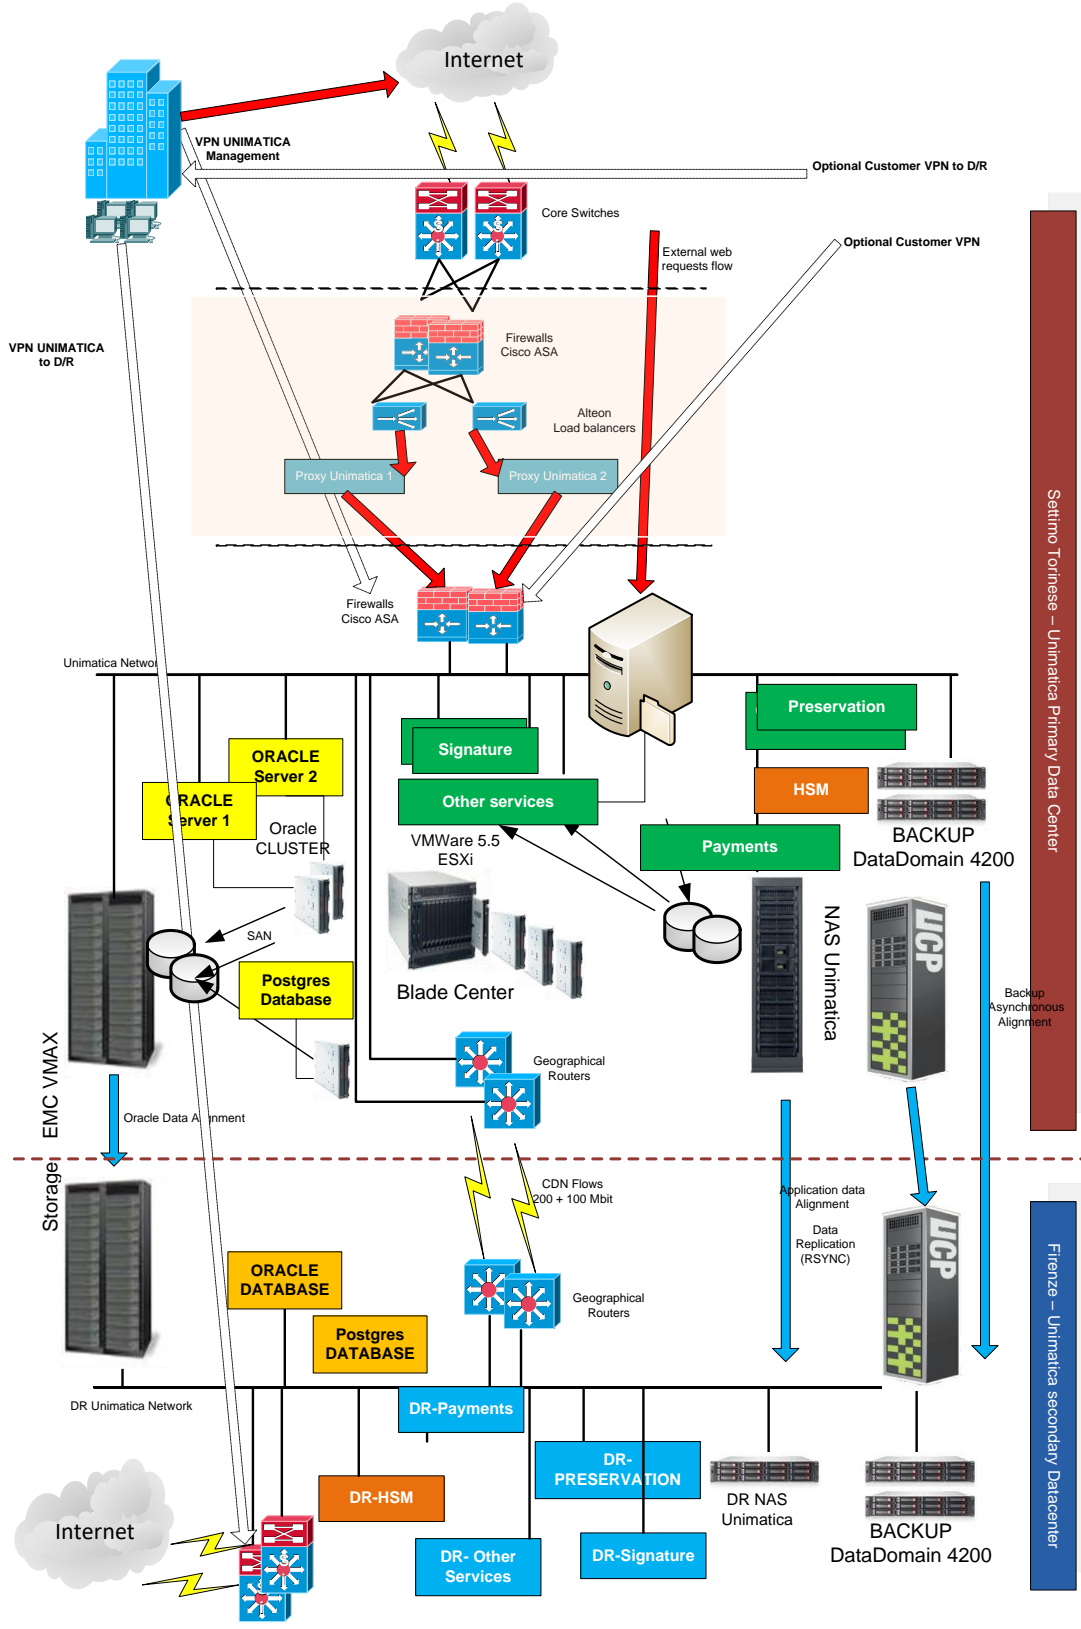 Internet
VPN UNIMATICA
Management
Optional Customer VPN to D/R
Core Switches
Optional Customer VPN
External web
requests flow
VPN UNIMATICA
to D/R
Firewalls
Cisco ASA
Alteon
Load balancers
Proxy Unimatica 1
Proxy Unimatica 2
Firewalls
Cisco ASA
Settimo Torinese – Unimatica Primary Data Center
Unimatica Network
Preservation
Signature
ORACLE
Server 2
ORACLE
Server 1
HSM
Other services
Oracle
CLUSTER
VMWare 5.5
ESXi
Payments
BACKUP
DataDomain 4200
SAN
NAS Unimatica
UCP
Postgres
Database
Blade Center
Backup
Asynchronous
Alignment
Geographical
Routers
EMC VMAX
Oracle Data Alignment
Storage
CDN Flows
200 + 100 Mbit
Application data
Alignment
Data
Replication
(RSYNC)
UCP
ORACLE
DATABASE
Geographical
Routers
Postgres
DATABASE
Firenze – Unimatica secondary Datacenter
DR Unimatica Network
DR-Payments
DR-
PRESERVATION
DR-HSM
DR NAS
Unimatica
Internet
BACKUP
DataDomain 4200
DR- Other
Services
DR-Signature